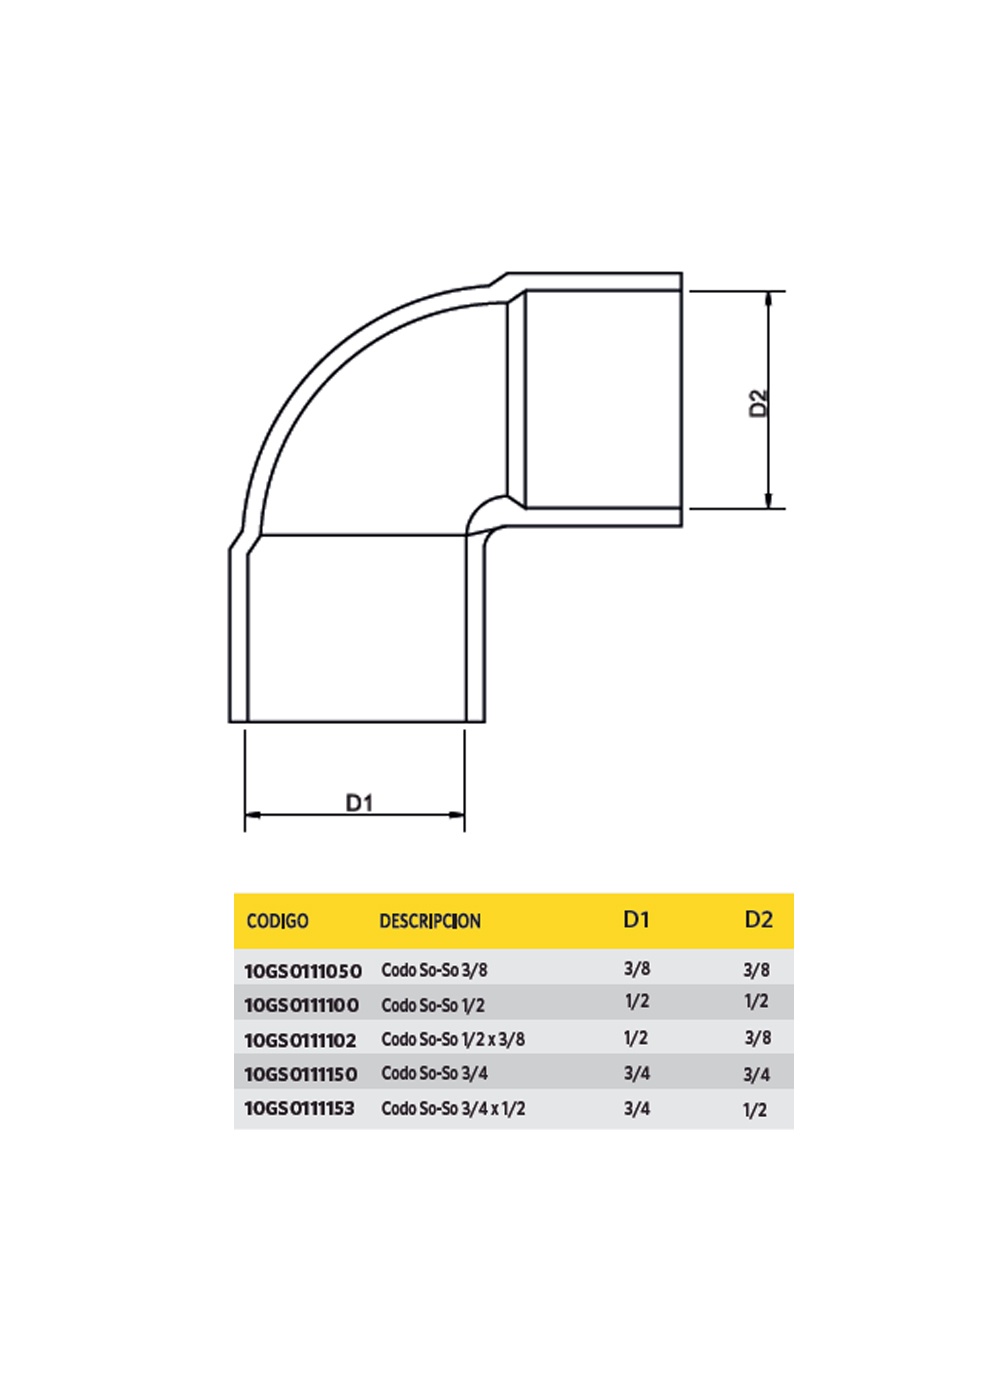 D2
D1
CODIGO DESCRIPCION D1 D2
10GS0111050 Codo So-So 3/8 3/8 3/8
10GS0111100 Codo So-So 1/2 1/2 1/2
10GS0111102 Codo So-So 1/2 x 3/8 1/2 3/8
10GS0111150 Codo So-So 3/4 3/4 3/4
10GS0111153 Codo So-So 3/4 x 1/2 3/4 1/2